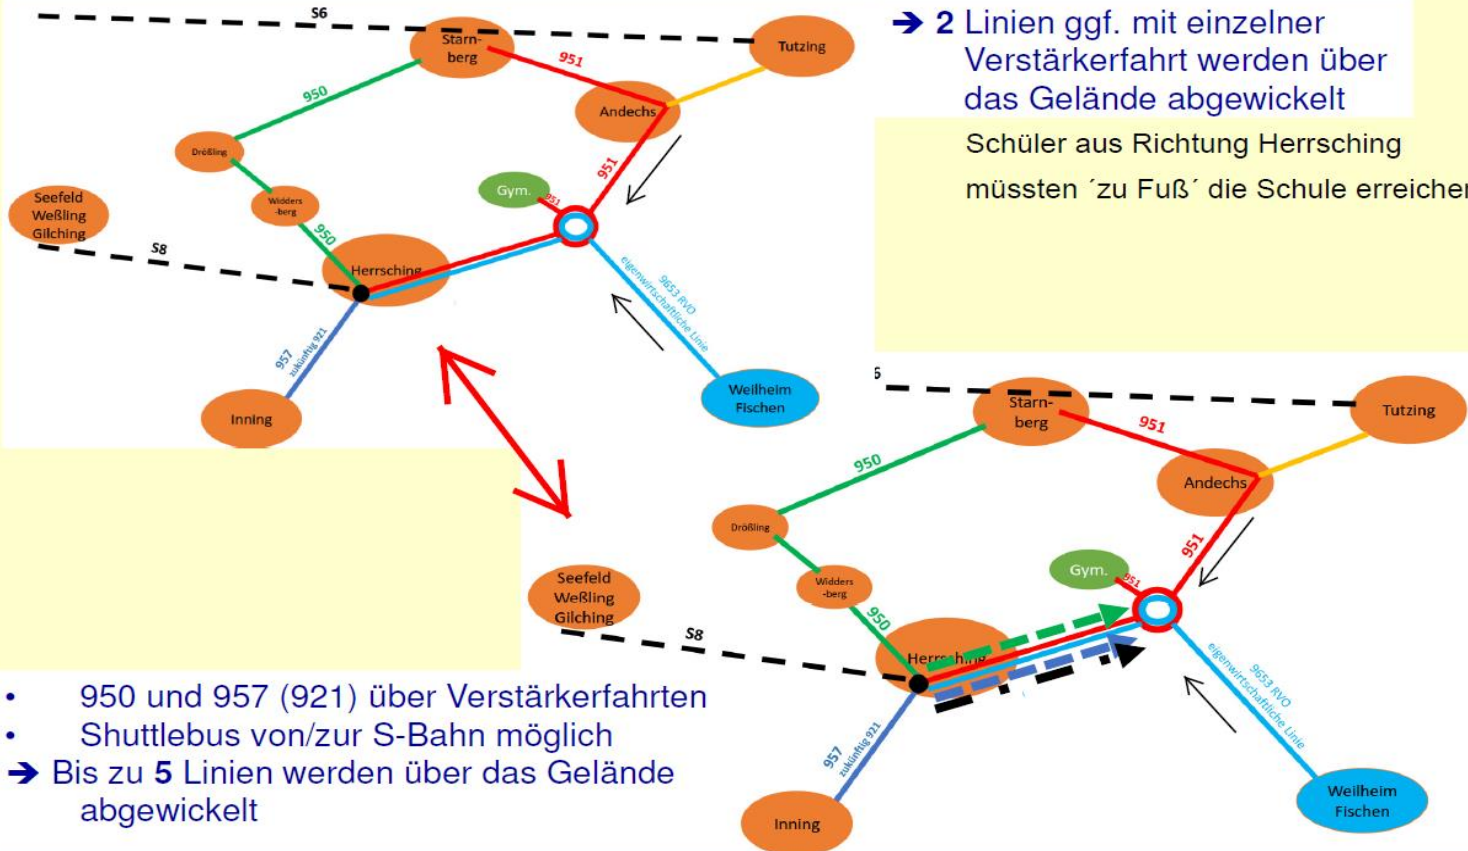 S6
Starn-
berg
Tutzing
951
950
Andechs
Drößling
951
Gym.
951
Seefeld
Weßling
Gilching
Widders
-berg
950
S8
Herrsching
9653 RVO
eigenwirtschaftliche Linie
957
zukünftig 921
Weilheim
Fischen
Inning
➔ 2 Linien ggf. mit einzelner
Verstärkerfahrt werden über
das Gelände abgewickelt
Schüler aus Richtung Herrsching
müssten ´zu Fuß´ die Schule erreichen
6
Starn-
berg
Tutzing
951
950
Andechs
Drößling
951
Gym.
951
Seefeld
Weßling
Gilching
Widders
-berg
950
S8
Herrsching
9653 RVO
eigenwirtschaftliche Linie
957
zukünftig 921
Weilheim
Fischen
Inning
• 950 und 957 (921) über Verstärkerfahrten
• Shuttlebus von/zur S-Bahn möglich
➔ Bis zu 5 Linien werden über das Gelände
abgewickelt